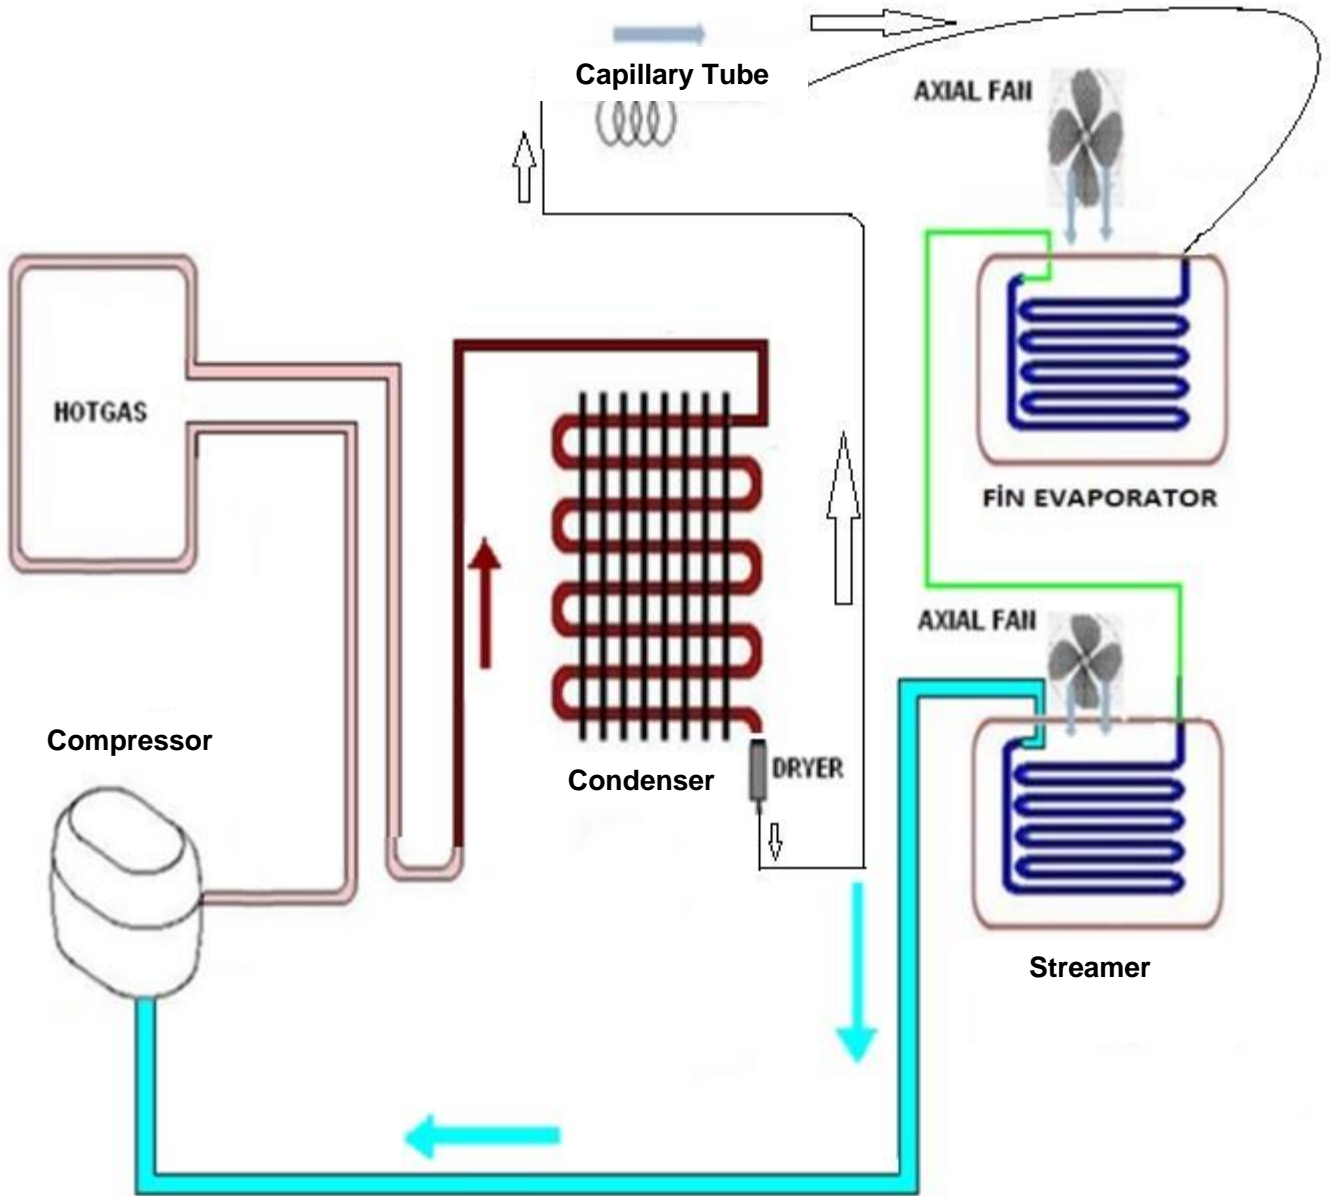 Capillary Tube
AXIAL FAN
HOTGAS
FİN EVAPORATOR
AXIAL FAN
Compressor
Condenser
DRYER
Streamer